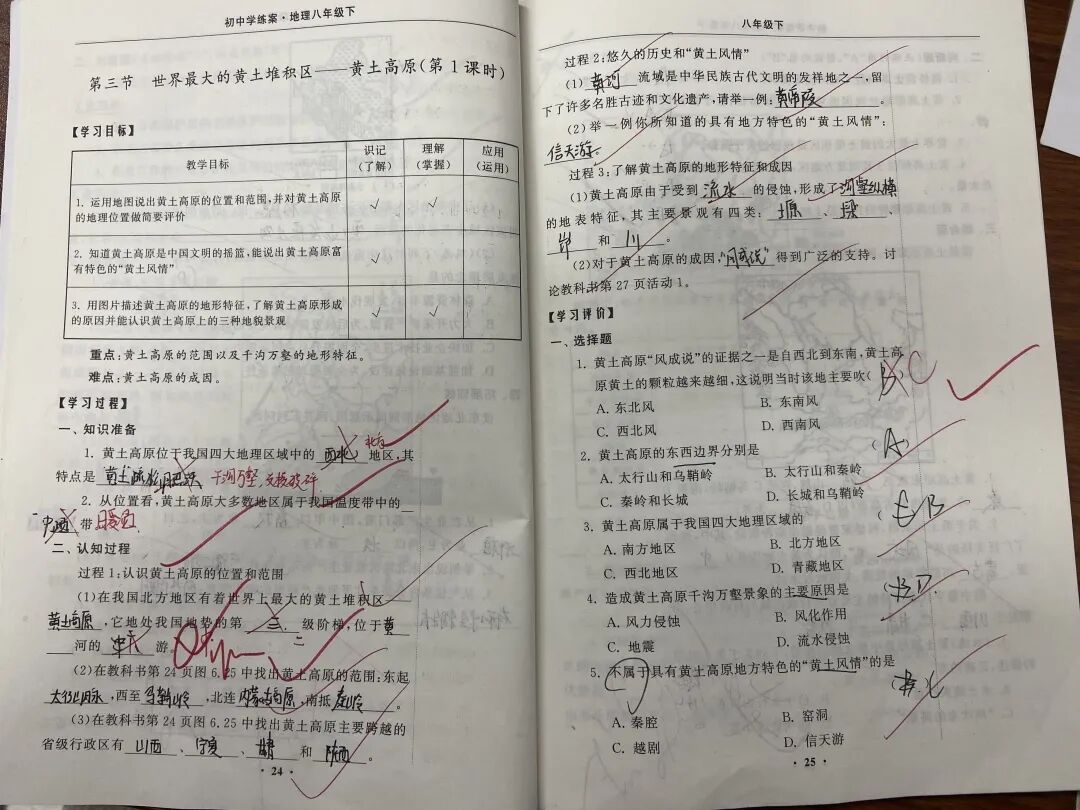 初中学练案·地理八年级下
第三节 世界最大的黄土堆积区——黄土高原(第1课时)
【学习目标】
教学目标 识记(了解) 理解(掌握) 应用(运用)
1. 运用地图说出黄土高原的位置和范围,并对黄土高原的地理位置做简要评价 √ √
2. 知道黄土高原是中国文明的摇篮,能说出黄土高原富有特色的“黄土风情” √
3. 用图片描述黄土高原的地形特征,了解黄土高原形成的原因并能认识黄土高原上的三种地貌景观 √ √
重点:黄土高原的范围以及千沟万壑的地形特征。
难点:黄土高原的成因。
【学习过程】
一、知识准备
1. 黄土高原位于我国四大地理区域中的 西北 北方 地区,其
特点是 千沟万壑,支离破碎
2. 从位置看,黄土高原大多数地区属于我国温度带中的
中温 带 暖温
二、认知过程
过程1:认识黄土高原的位置和范围
(1)在我国北方地区有着世界上最大的黄土堆积区
黄土高原,它地处我国地势的第 三 二 级阶梯,位于 黄
河的 中 游。
(2)在教科书第24页图6.25中找出黄土高原的范围:东起
太行山脉,西至 乌鞘岭,北连 内蒙古高原,南抵 秦岭。
(3)在教科书第24页图6.25中找出黄土高原主要跨越的
省级行政区有 山西、宁夏、甘肃 和 陕西。
·24·
八年级下
过程2:悠久的历史和“黄土风情”
(1) 黄河 流域是中华民族古代文明的发祥地之一,留
下了许多名胜古迹和文化遗产,请举一例:黄帝陵。
(2)举一例你所知道的具有地方特色的“黄土风情”:
信天游。
过程3:了解黄土高原的地形特征和成因
(1)黄土高原由于受到 流水 的侵蚀,形成了 沟壑纵横
的地表特征,其主要景观有四类:塬、梁、
峁 和 川。
(2)对于黄土高原的成因,“风成说”得到广泛的支持。讨
论教科书第27页活动1。
【学习评价】
一、选择题
1. 黄土高原“风成说”的证据之一是自西北到东南,黄土高
原黄土的颗粒越来越细,这说明当时该地主要吹( B C )
A. 东北风 B. 东南风
C. 西北风 D. 西南风
2. 黄土高原的东西边界分别是 (A)
A. 太行山和乌鞘岭 B. 太行山和秦岭
C. 秦岭和长城 D. 长城和乌鞘岭
3. 黄土高原属于我国四大地理区域的 ( B
A. 南方地区 B. 北方地区
C. 西北地区 D. 青藏地区
4. 造成黄土高原千沟万壑景象的主要原因是 ( D
A. 风力侵蚀 B. 风化作用
C. 地震 D. 流水侵蚀
5. 不属于具有黄土高原地方特色的“黄土风情”的是
( C
A. 秦腔 B. 窑洞
C. 越剧 D. 信天游
·25·